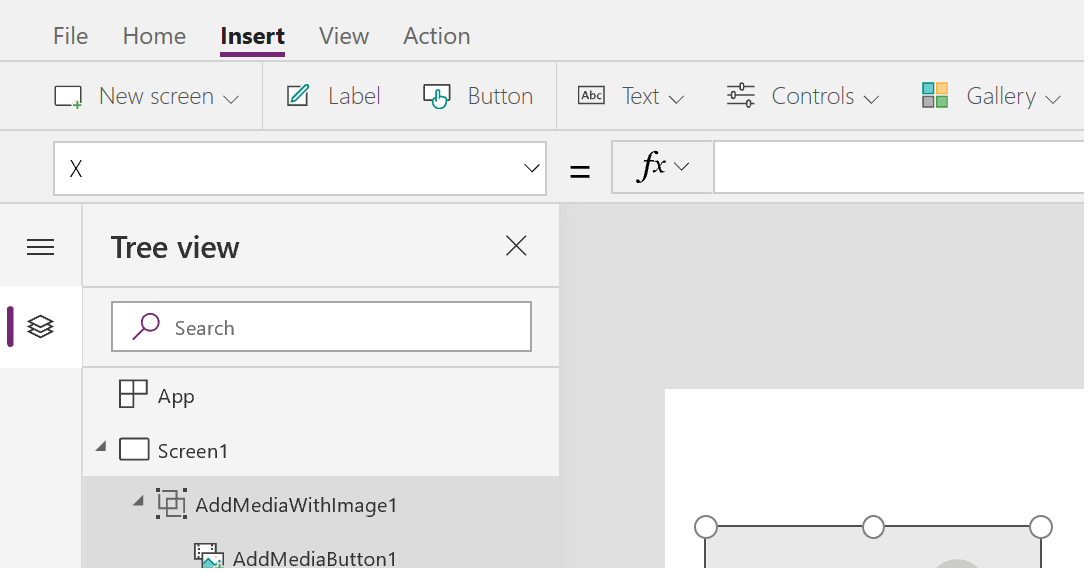 File Home Insert View Action
New screen Label Button Abc Text Controls Gallery
X = fx
Tree view
Search
App
Screen1
AddMediaWithImage1
AddMediaButton1